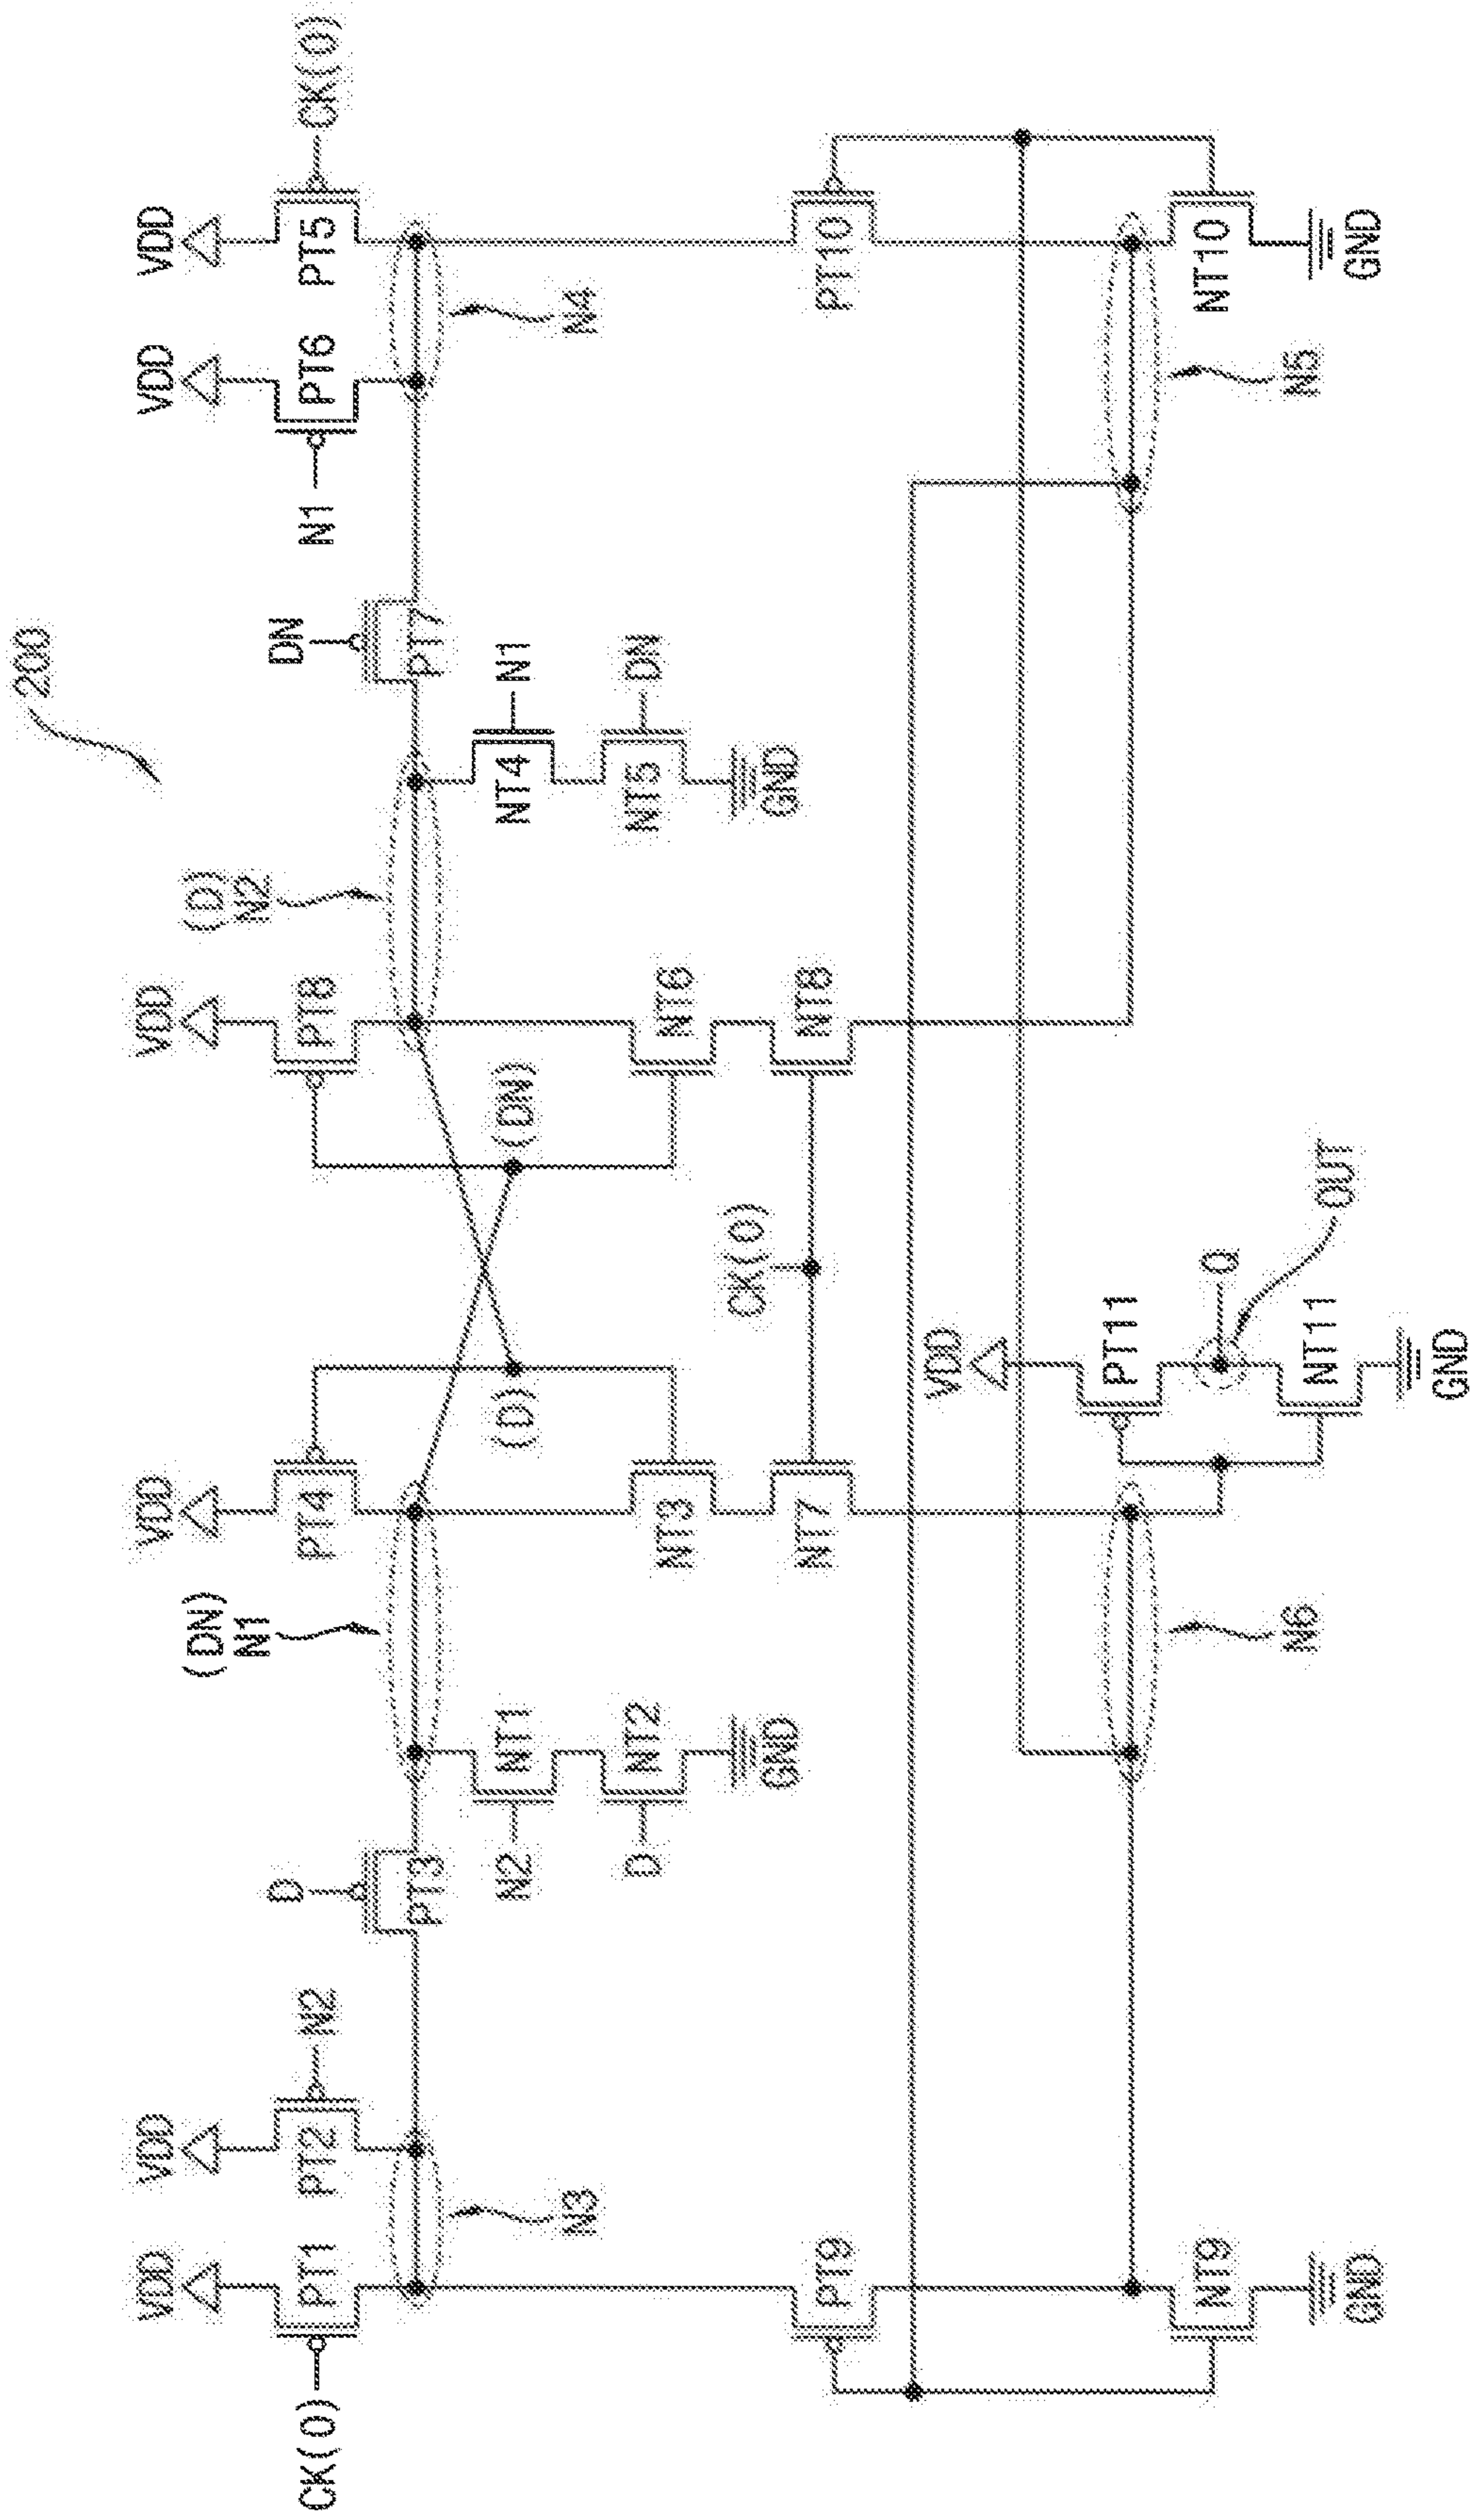 200
VDD
VDD
VDD
VDD
VDD
VDD
CK(0)
PT1
PT2
N2
D
PT3
(DN)
N1
PT4
PT8
(D)
N2
DN
PT7
N1
PT6
PT5
CK(0)
N3
N2
NT1
D
NT2
GND
(D)
(DN)
NT4
N1
NT5
DN
GND
N4
NT3
NT6
CK(0)
NT7
NT8
PT9
PT10
VDD
PT11
Q
OUT
NT11
GND
N6
N5
NT9
GND
NT10
GND